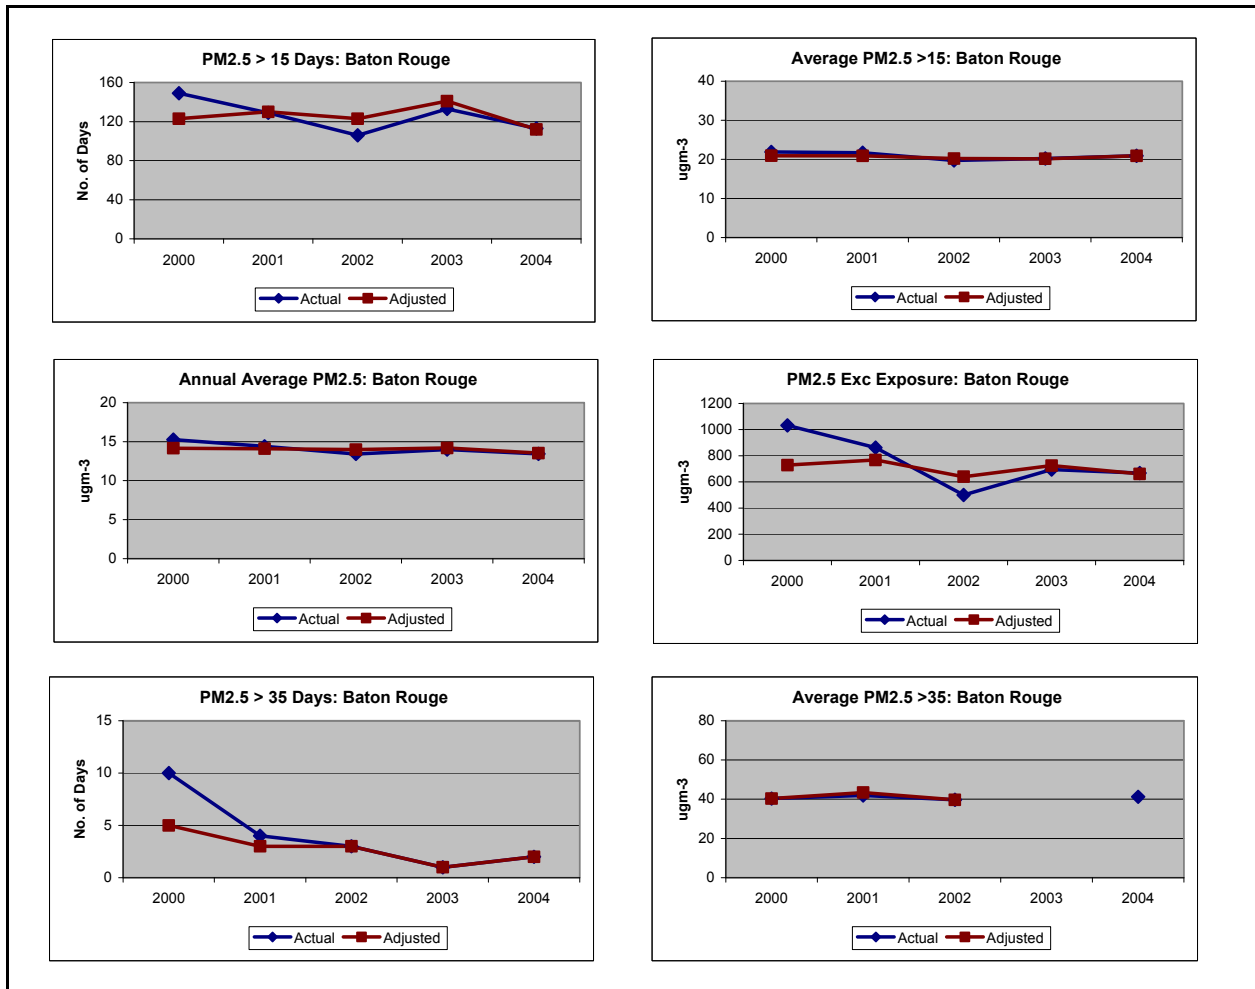 PM2.5 > 15 Days: Baton Rouge
No. of Days
160
120
80
40
0
2000 2001 2002 2003 2004
Actual Adjusted
Average PM2.5 >15: Baton Rouge
ugm-3
40
30
20
10
0
2000 2001 2002 2003 2004
Actual Adjusted
Annual Average PM2.5: Baton Rouge
ugm-3
20
15
10
5
0
2000 2001 2002 2003 2004
Actual Adjusted
PM2.5 Exc Exposure: Baton Rouge
ugm-3
1200
1000
800
600
400
200
0
2000 2001 2002 2003 2004
Actual Adjusted
PM2.5 > 35 Days: Baton Rouge
No. of Days
15
10
5
0
2000 2001 2002 2003 2004
Actual Adjusted
Average PM2.5 >35: Baton Rouge
ugm-3
80
60
40
20
0
2000 2001 2002 2003 2004
Actual Adjusted